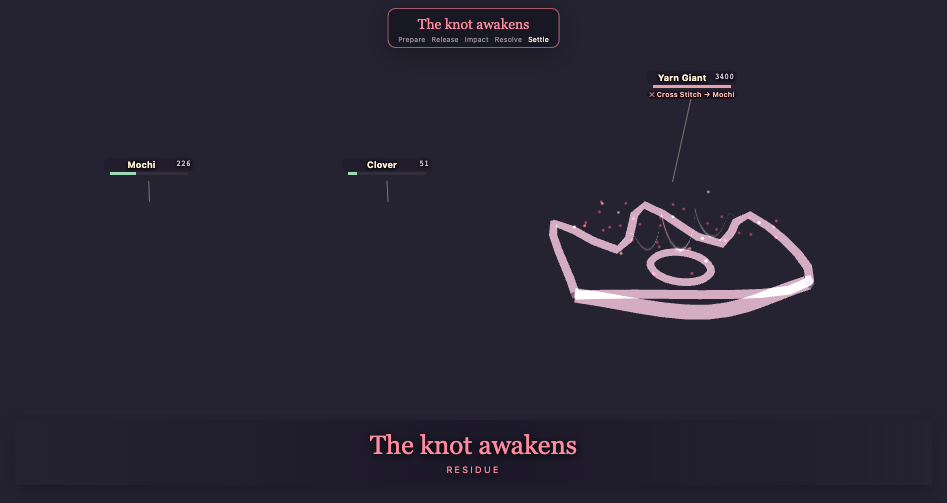 The knot awakens
Prepare Release Impact Resolve Settle
Yarn Giant 3400
✕ Cross Stitch → Mochi
Mochi 226
Clover 51
The knot awakens
RESIDUE